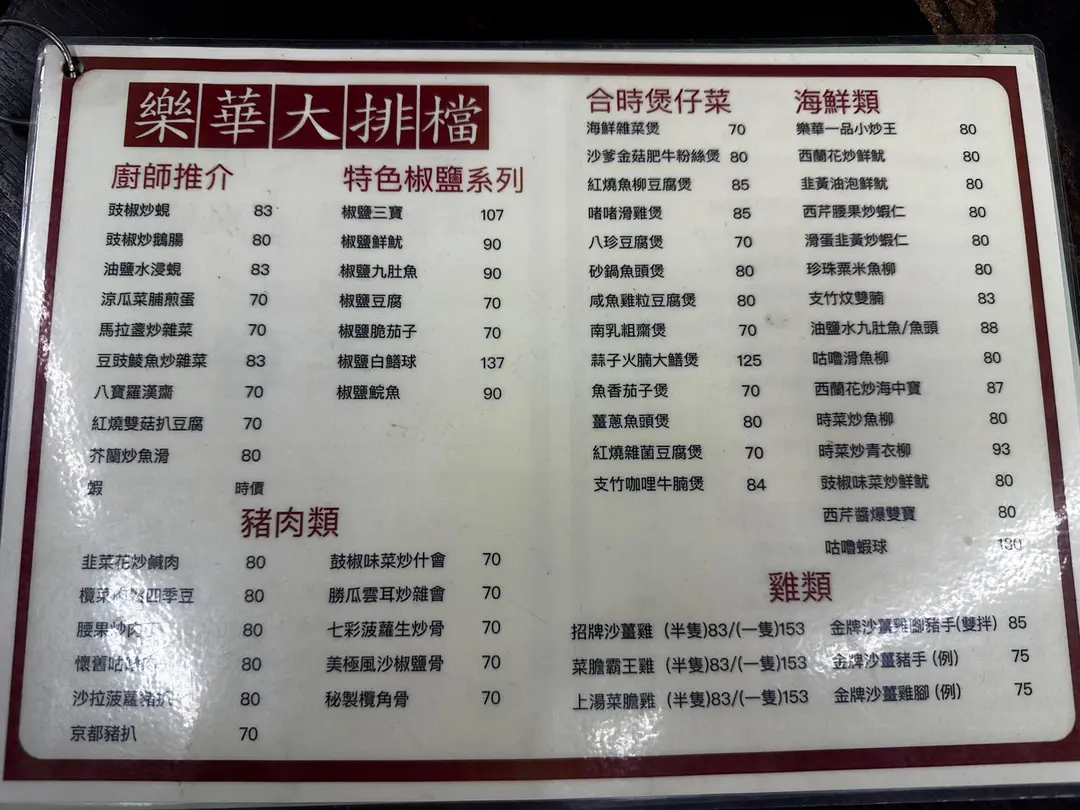 樂華大排檔
廚師推介
豉椒炒蜆 83
豉椒炒鵝腸 80
油鹽水浸蜆 83
涼瓜菜脯煎蛋 70
馬拉盞炒雜菜 70
豆豉鯪魚炒雜菜 83
八寶羅漢齋 70
紅燒雙菇扒豆腐 70
芥蘭炒魚滑 80
蝦 時價
特色椒鹽系列
椒鹽三寶 107
椒鹽鮮魷 90
椒鹽九肚魚 90
椒鹽豆腐 70
椒鹽脆茄子 70
椒鹽白鱔球 137
椒鹽鯇魚 90
豬肉類
韭菜花炒鹹肉 80
欖菜肉鬆四季豆 80
腰果炒肉丁 80
懷舊咕嚕肉 80
沙拉菠蘿豬扒 80
京都豬扒 70
鼓椒味菜炒什會 70
勝瓜雲耳炒雜會 70
七彩菠蘿生炒骨 70
美極風沙椒鹽骨 70
秘製欖角骨 70
合時煲仔菜
海鮮雜菜煲 70
沙爹金菇肥牛粉絲煲 80
紅燒魚柳豆腐煲 85
啫啫滑雞煲 85
八珍豆腐煲 70
砂鍋魚頭煲 80
咸魚雞粒豆腐煲 80
南乳粗齋煲 70
蒜子火腩大鱔煲 125
魚香茄子煲 70
薑蔥魚頭煲 80
紅燒雜菌豆腐煲 70
支竹咖哩牛腩煲 84
海鮮類
樂華一品小炒王 80
西蘭花炒鮮魷 80
韭黃油泡鮮魷 80
西芹腰果炒蝦仁 80
滑蛋韭黃炒蝦仁 80
珍珠粟米魚柳 80
支竹炆雙腩 83
油鹽水九肚魚/魚頭 88
咕嚕滑魚柳 80
西蘭花炒海中寶 87
時菜炒魚柳 80
時菜炒青衣柳 93
豉椒味菜炒鮮魷 80
西芹醬爆雙寶 80
咕嚕蝦球
雞類
招牌沙薑雞 (半隻)83/(一隻)153
菜膽霸王雞 (半隻)83/(一隻)153
上湯菜膽雞 (半隻)83/(一隻)153
金牌沙薑雞腳豬手(雙拌) 85
金牌沙薑豬手 (例) 75
金牌沙薑雞腳 (例) 75